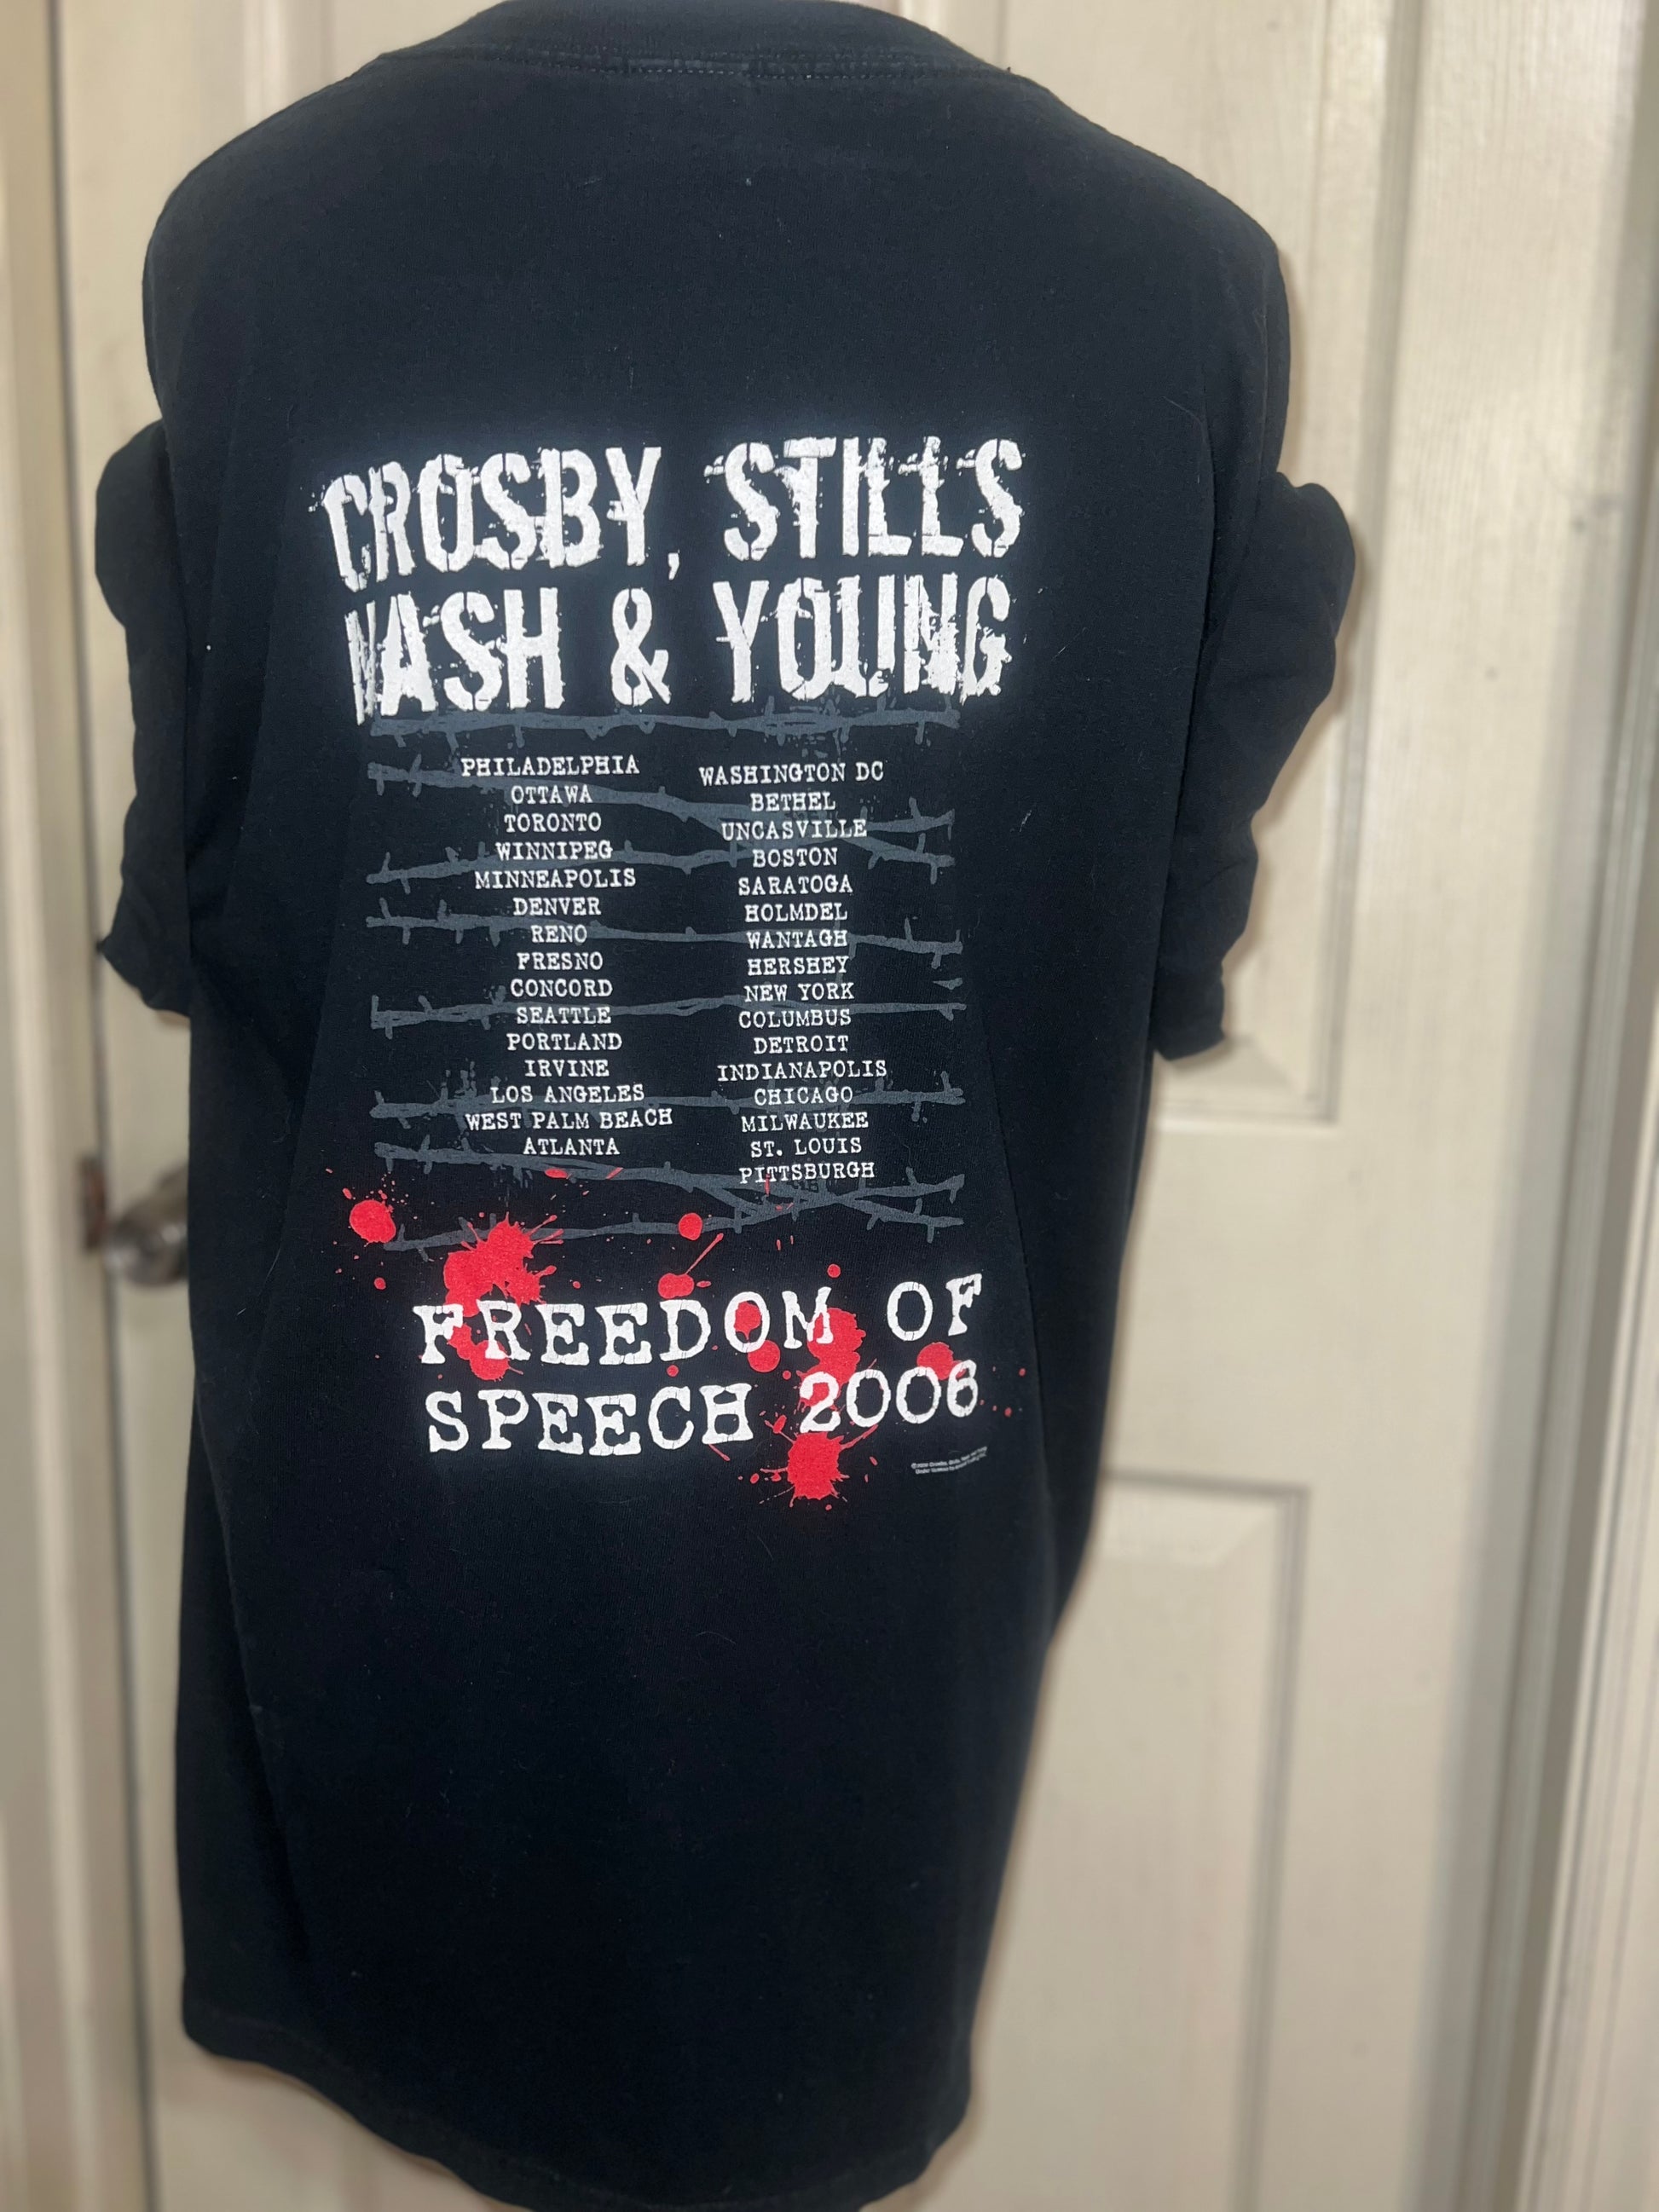 CROSBY, STILLS
NASH & YOUNG
PHILADELPHIA
OTTAWA
TORONTO
WINNIPEG
MINNEAPOLIS
DENVER
RENO
FRESNO
CONCORD
SEATTLE
PORTLAND
IRVINE
LOS ANGELES
WEST PALM BEACH
ATLANTA
WASHINGTON DC
BETHEL
UNCASVILLE
BOSTON
SARATOGA
HOLMDEL
WANTAGH
HERSHEY
NEW YORK
COLUMBUS
DETROIT
INDIANAPOLIS
CHICAGO
MILWAUKEE
ST. LOUIS
PITTSBURGH
FREEDOM OF
SPEECH 2006